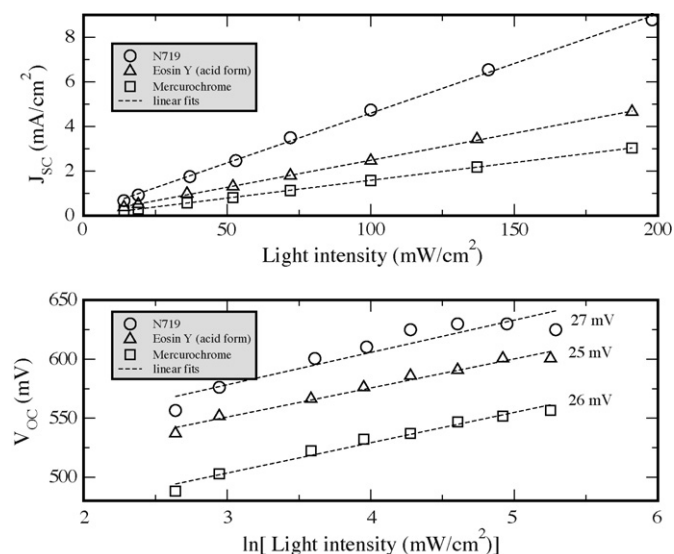 8
6
4
2
0
J_SC (mA/cm²)
N719
Eosin Y (acid form)
Mercurochrome
linear fits
0 50 100 150 200
Light intensity (mW/cm²)
650
600
550
500
V_OC (mV)
N719
Eosin Y (acid form)
Mercurochrome
linear fits
27 mV
25 mV
26 mV
2 3 4 5 6
ln[ Light intensity (mW/cm²)]